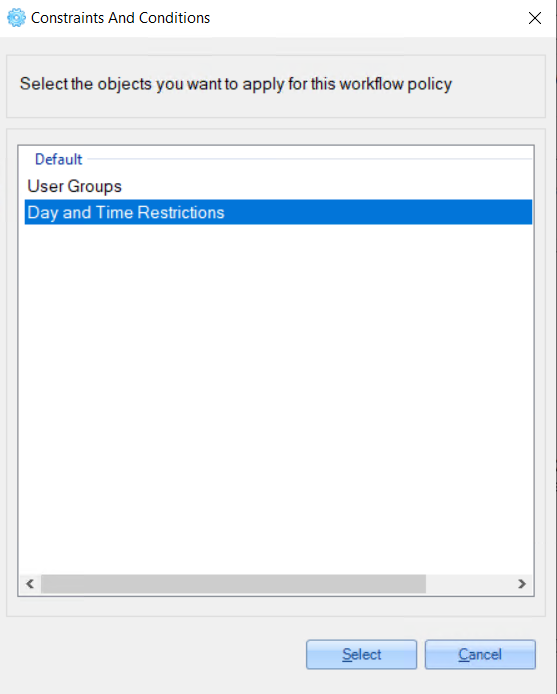 Constraints And Conditions
Select the objects you want to apply for this workflow policy
Default
User Groups
Day and Time Restrictions
Select
Cancel